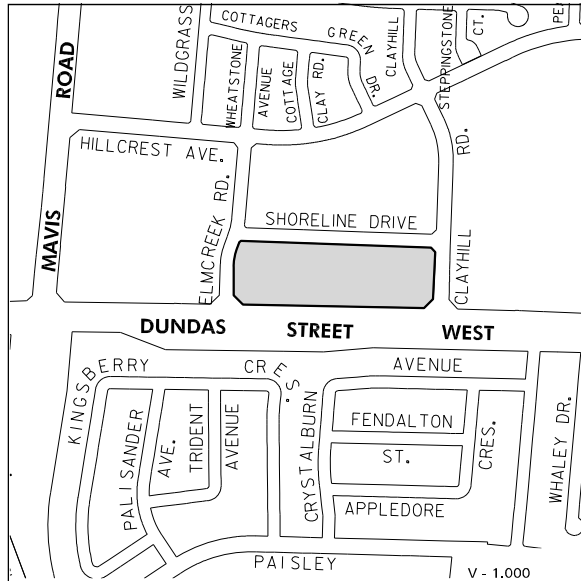 COTTAGERS GREEN DR.
WILDGRASS
WHEATSTONE
AVENUE
COTTAGE
CLAY RD.
CLAYHILL
STEPPINGSTONE
CT.
ROAD
MAVIS
HILLCREST AVE.
ELMCREEK RD.
SHORELINE DRIVE
CLAYHILL RD.
DUNDAS STREET WEST
KINGSBERRY CRES.
AVENUE
PALISANDER
AVE.
TRIDENT
AVENUE
CRYSTALBURN
FENDALTON
ST.
CRES.
APPLEDORE
WHALEY DR.
PAISLEY
V - 1.000